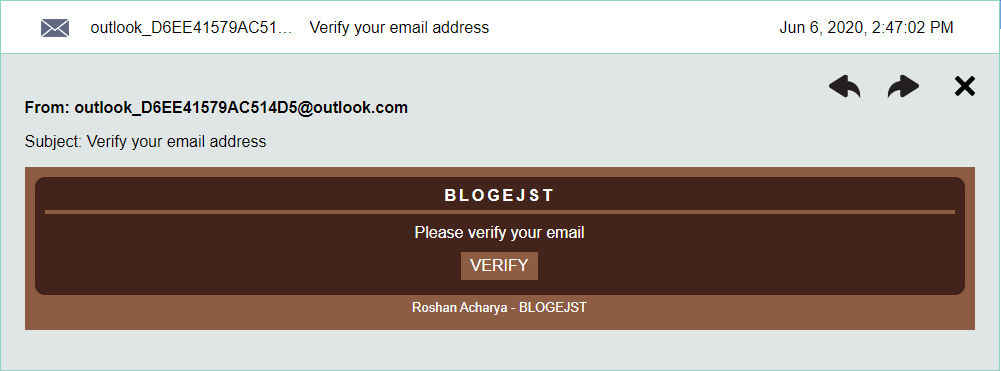 outlook_D6EE41579AC51... Verify your email address Jun 6, 2020, 2:47:02 PM
From: outlook_D6EE41579AC514D5@outlook.com
Subject: Verify your email address
BLOGEJST
Please verify your email
VERIFY
Roshan Acharya - BLOGEJST